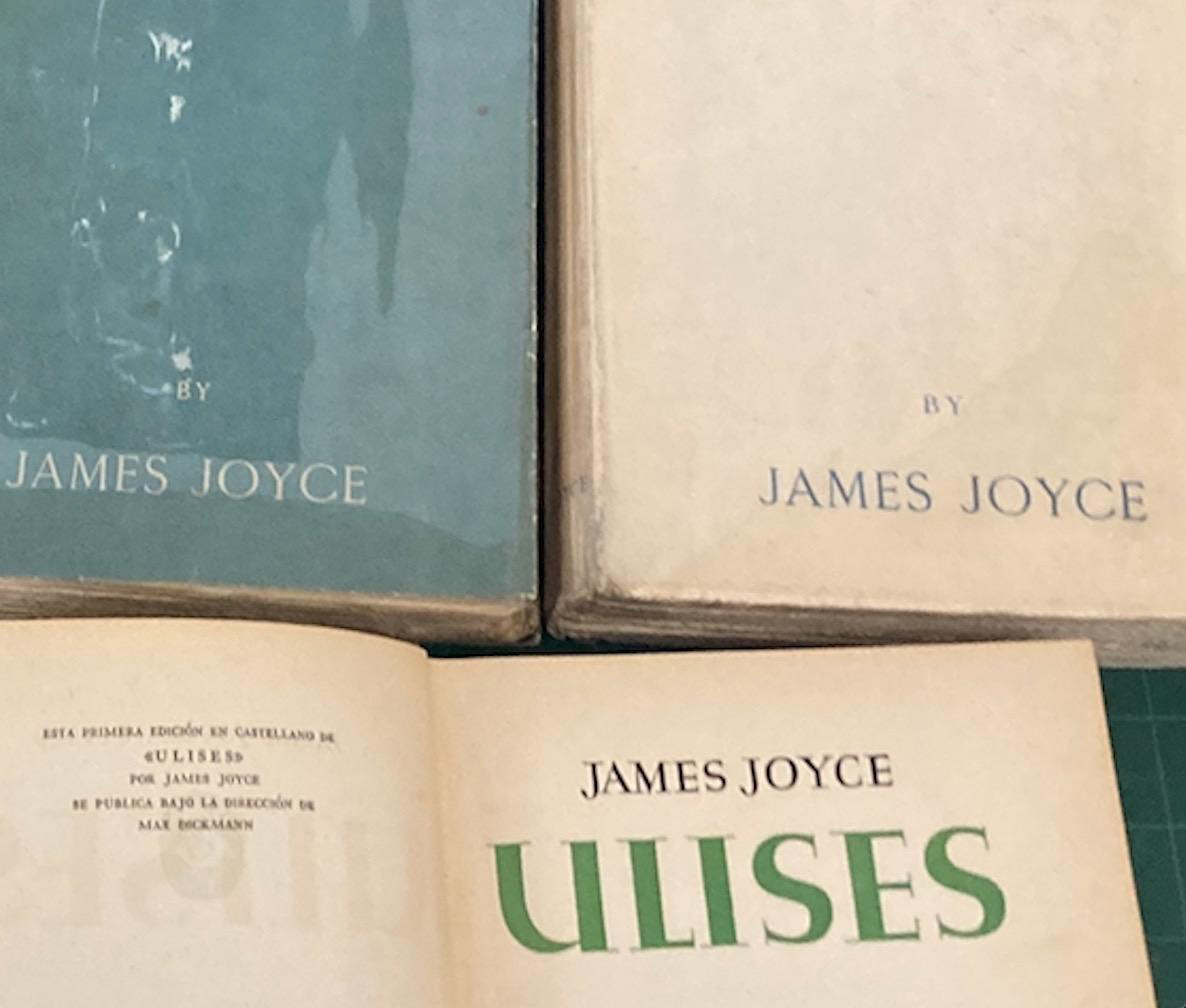 BY
JAMES JOYCE
BY
JAMES JOYCE
ESTA PRIMERA EDICIÓN EN CASTELLANO DE
«ULISES»
POR JAMES JOYCE
SE PUBLICA BAJO LA DIRECCIÓN DE
MAX DICKMANN
JAMES JOYCE
ULISES